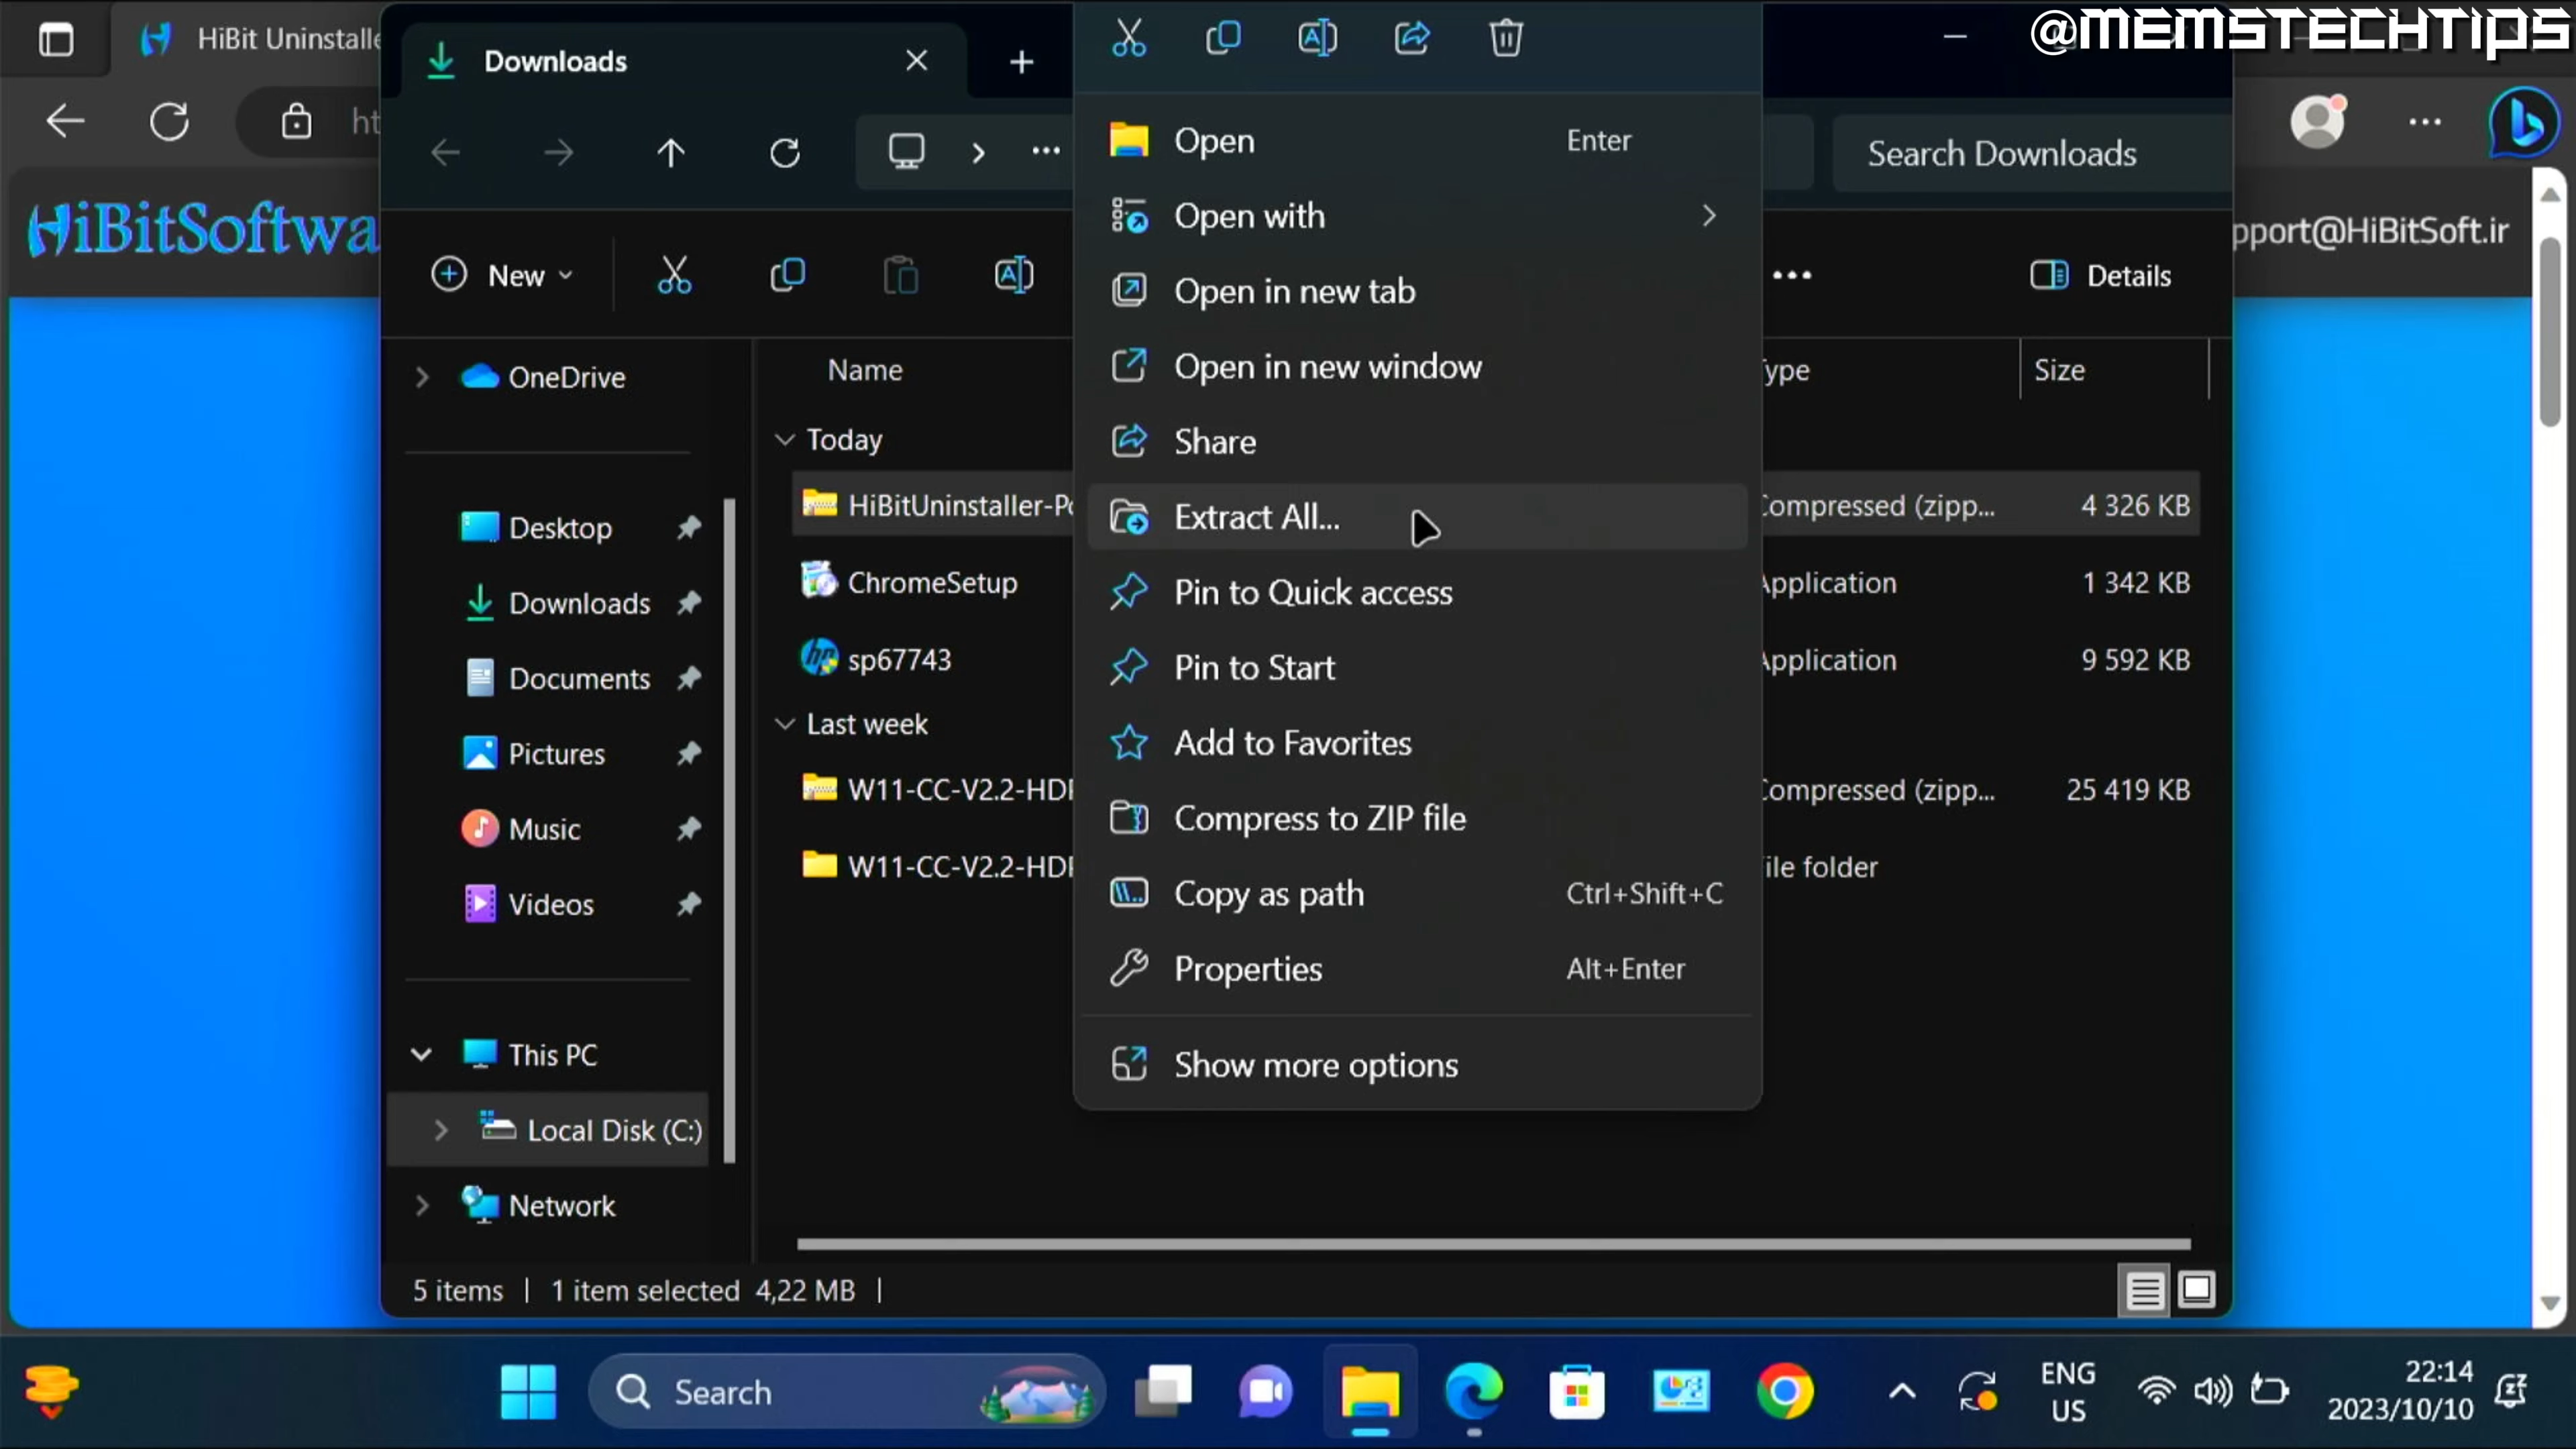 @MEMSTECHTIPS
HiBit Uninstalle
Downloads
Search Downloads
HiBitSoftwa
pport@HiBitSoft.ir
New
Details
Open Enter
Open with
Open in new tab
Open in new window
Share
Extract All...
Pin to Quick access
Pin to Start
Add to Favorites
Compress to ZIP file
Copy as path Ctrl+Shift+C
Properties Alt+Enter
Show more options
OneDrive
Desktop
Downloads
Documents
Pictures
Music
Videos
This PC
Local Disk (C:)
Network
Name Type Size
Today
HiBitUninstaller-Po Compressed (zipp... 4 326 KB
ChromeSetup Application 1 342 KB
sp67743 Application 9 592 KB
Last week
W11-CC-V2.2-HDR Compressed (zipp... 25 419 KB
W11-CC-V2.2-HDR File folder
5 items | 1 item selected 4,22 MB |
Search
ENG
US
22:14
2023/10/10